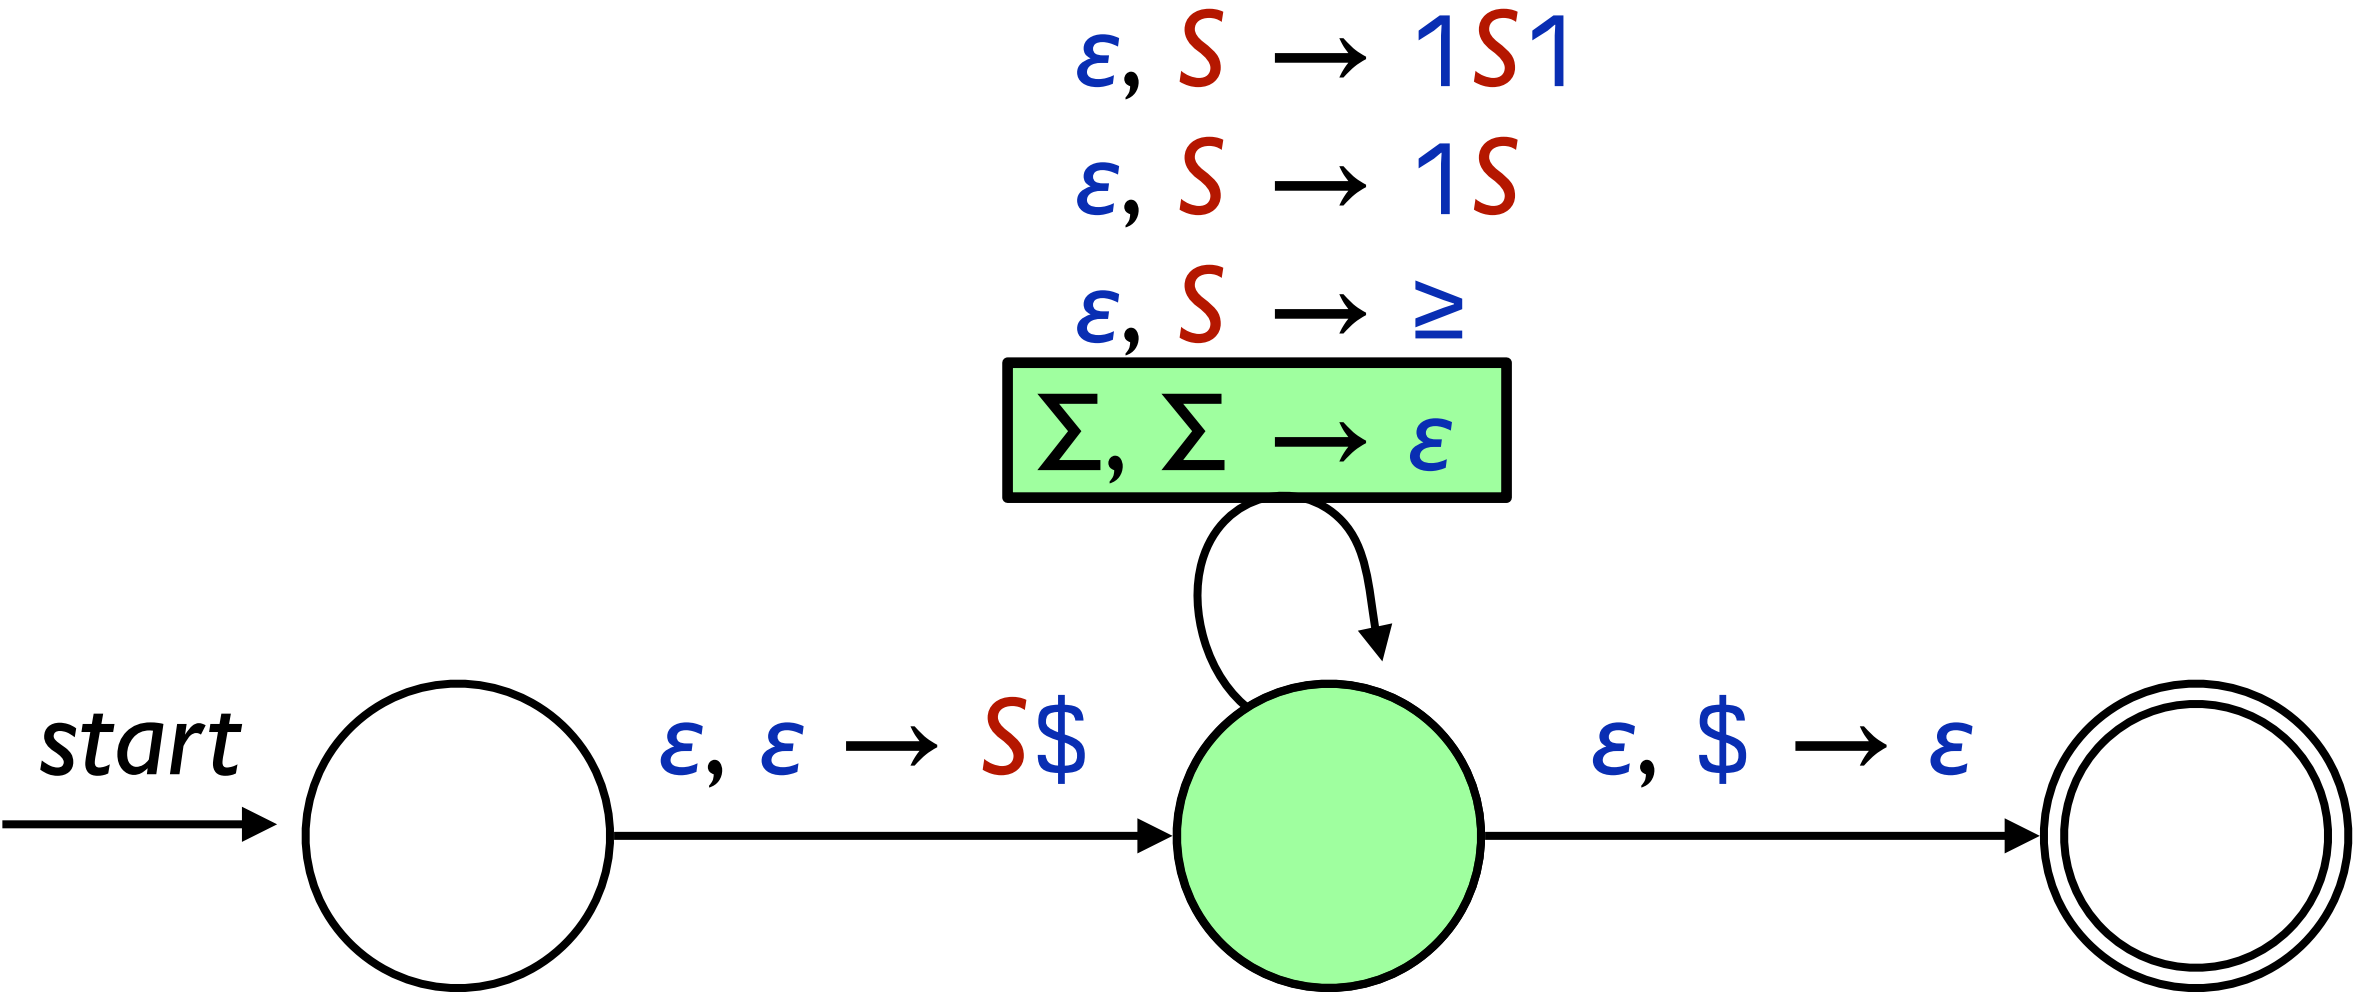 ε, S → 1S1
ε, S → 1S
ε, S → ≥
Σ, Σ → ε
start
ε, ε → S$
ε, $ → ε